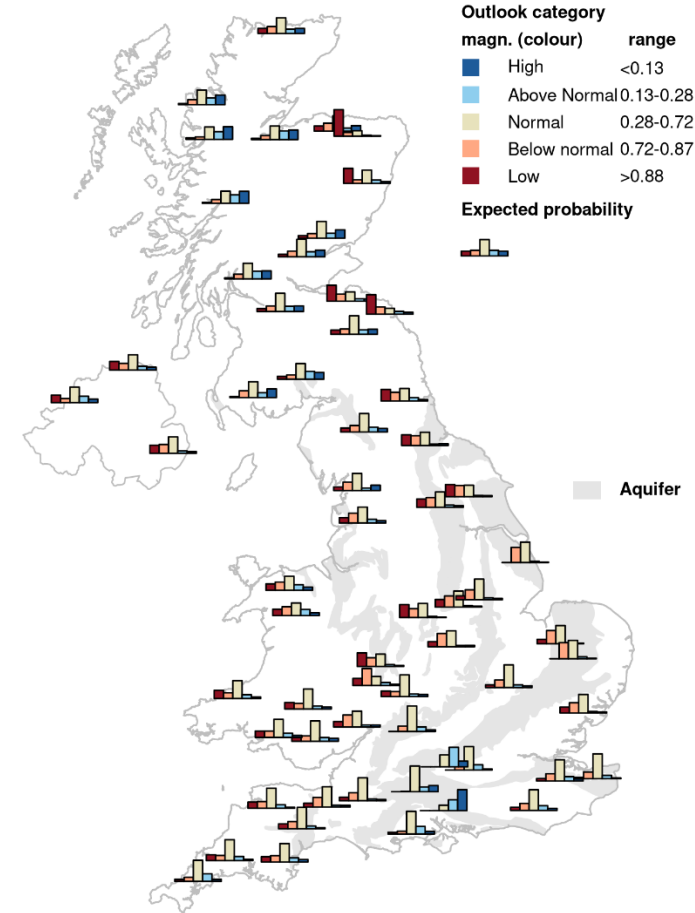 Outlook category
magn. (colour) range
High <0.13
Above Normal 0.13-0.28
Normal 0.28-0.72
Below normal 0.72-0.87
Low >0.88
Expected probability
Aquifer